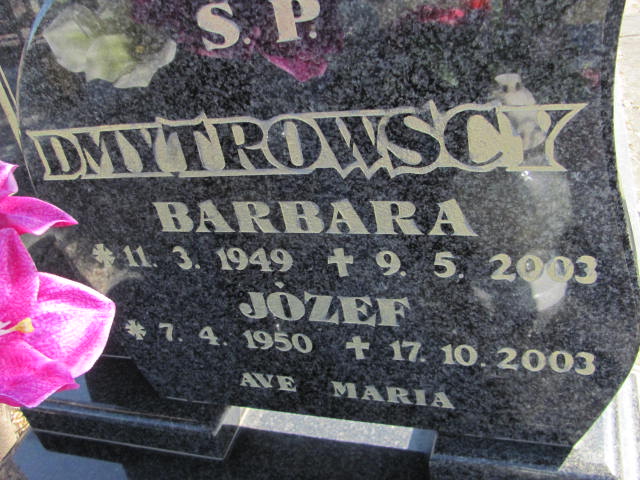 S. P.
DMYTROWSCY
BARBARA
* 11. 3. 1949 ✝ 9. 5. 2003
JÓZEF
* 7. 4. 1950 ✝ 17. 10. 2003
AVE MARIA